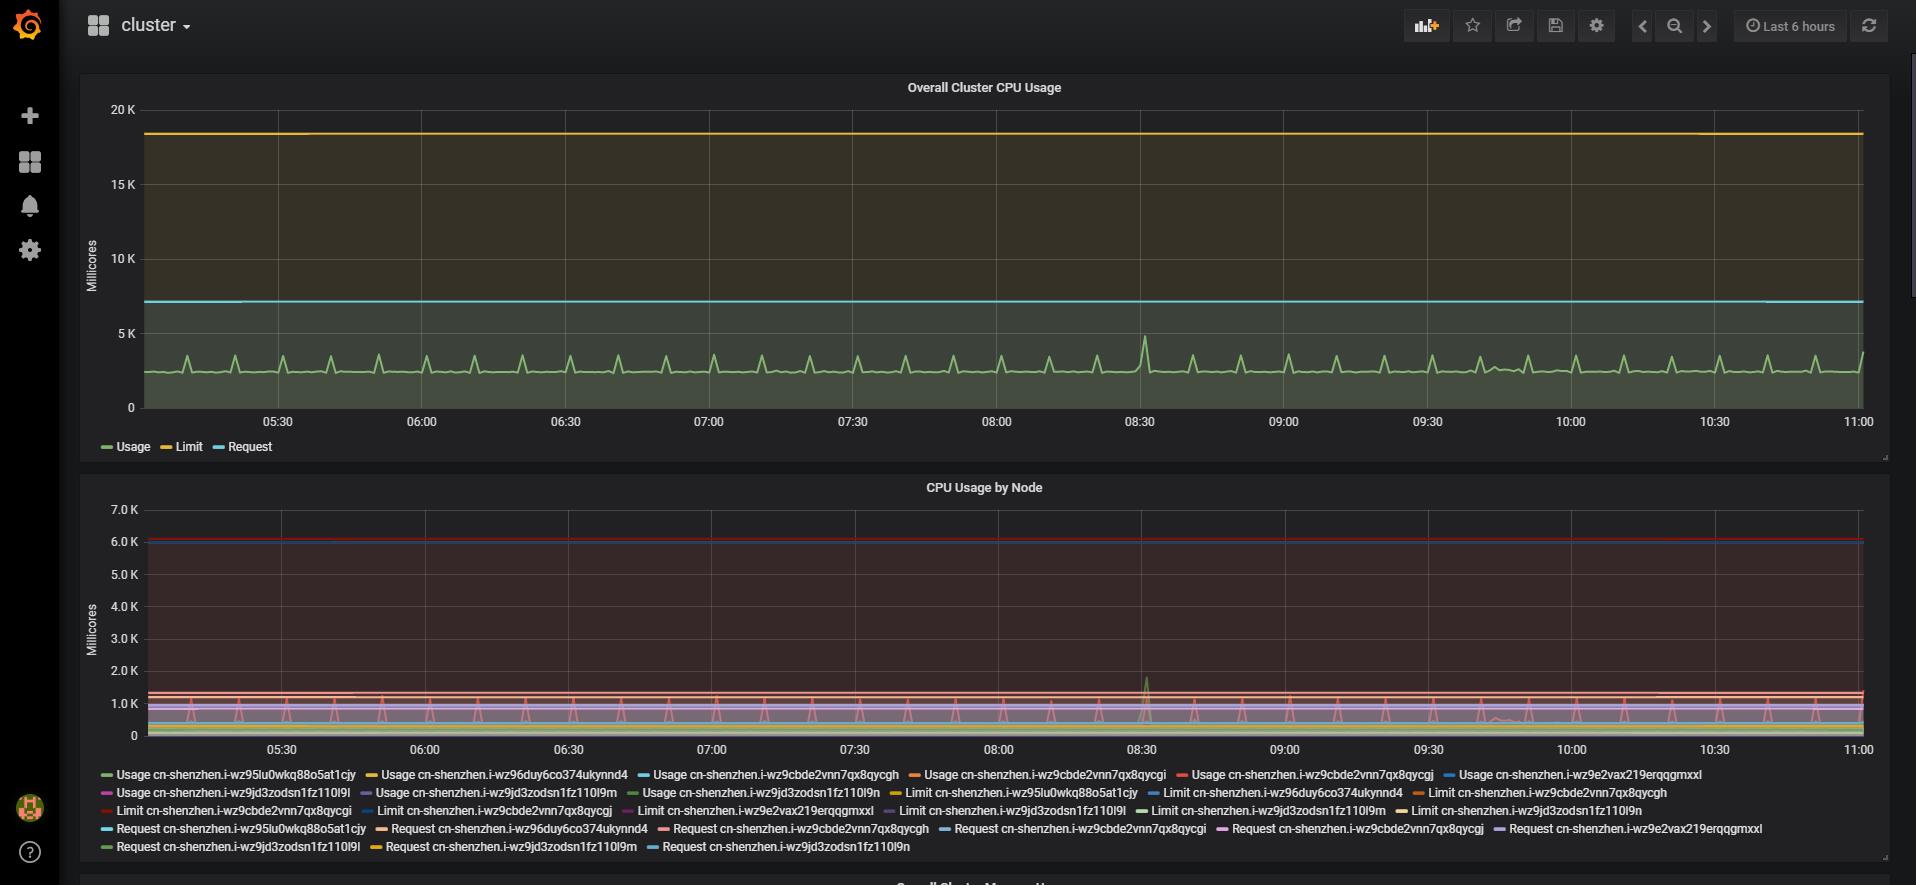 cluster
Last 6 hours
Overall Cluster CPU Usage
20 K
15 K
10 K
5 K
0
Millicores
05:30 06:00 06:30 07:00 07:30 08:00 08:30 09:00 09:30 10:00 10:30 11:00
Usage Limit Request
CPU Usage by Node
7.0 K
6.0 K
5.0 K
4.0 K
3.0 K
2.0 K
1.0 K
0
Millicores
05:30 06:00 06:30 07:00 07:30 08:00 08:30 09:00 09:30 10:00 10:30 11:00
Usage cn-shenzhen.i-wz95lu0wkq88o5at1cjy Usage cn-shenzhen.i-wz96duy6co374ukynnd4 Usage cn-shenzhen.i-wz9cbde2vnn7qx8qycgh Usage cn-shenzhen.i-wz9cbde2vnn7qx8qycgi Usage cn-shenzhen.i-wz9cbde2vnn7qx8qycgj Usage cn-shenzhen.i-wz9e2vax219erqqgmxxl
Usage cn-shenzhen.i-wz9jd3zodsn1fz110l9l Usage cn-shenzhen.i-wz9jd3zodsn1fz110l9m Usage cn-shenzhen.i-wz9jd3zodsn1fz110l9n Limit cn-shenzhen.i-wz95lu0wkq88o5at1cjy Limit cn-shenzhen.i-wz96duy6co374ukynnd4 Limit cn-shenzhen.i-wz9cbde2vnn7qx8qycgh
Limit cn-shenzhen.i-wz9cbde2vnn7qx8qycgi Limit cn-shenzhen.i-wz9cbde2vnn7qx8qycgj Limit cn-shenzhen.i-wz9e2vax219erqqgmxxl Limit cn-shenzhen.i-wz9jd3zodsn1fz110l9l Limit cn-shenzhen.i-wz9jd3zodsn1fz110l9m Limit cn-shenzhen.i-wz9jd3zodsn1fz110l9n
Request cn-shenzhen.i-wz95lu0wkq88o5at1cjy Request cn-shenzhen.i-wz96duy6co374ukynnd4 Request cn-shenzhen.i-wz9cbde2vnn7qx8qycgh Request cn-shenzhen.i-wz9cbde2vnn7qx8qycgi Request cn-shenzhen.i-wz9cbde2vnn7qx8qycgj Request cn-shenzhen.i-wz9e2vax219erqqgmxxl
Request cn-shenzhen.i-wz9jd3zodsn1fz110l9l Request cn-shenzhen.i-wz9jd3zodsn1fz110l9m Request cn-shenzhen.i-wz9jd3zodsn1fz110l9n